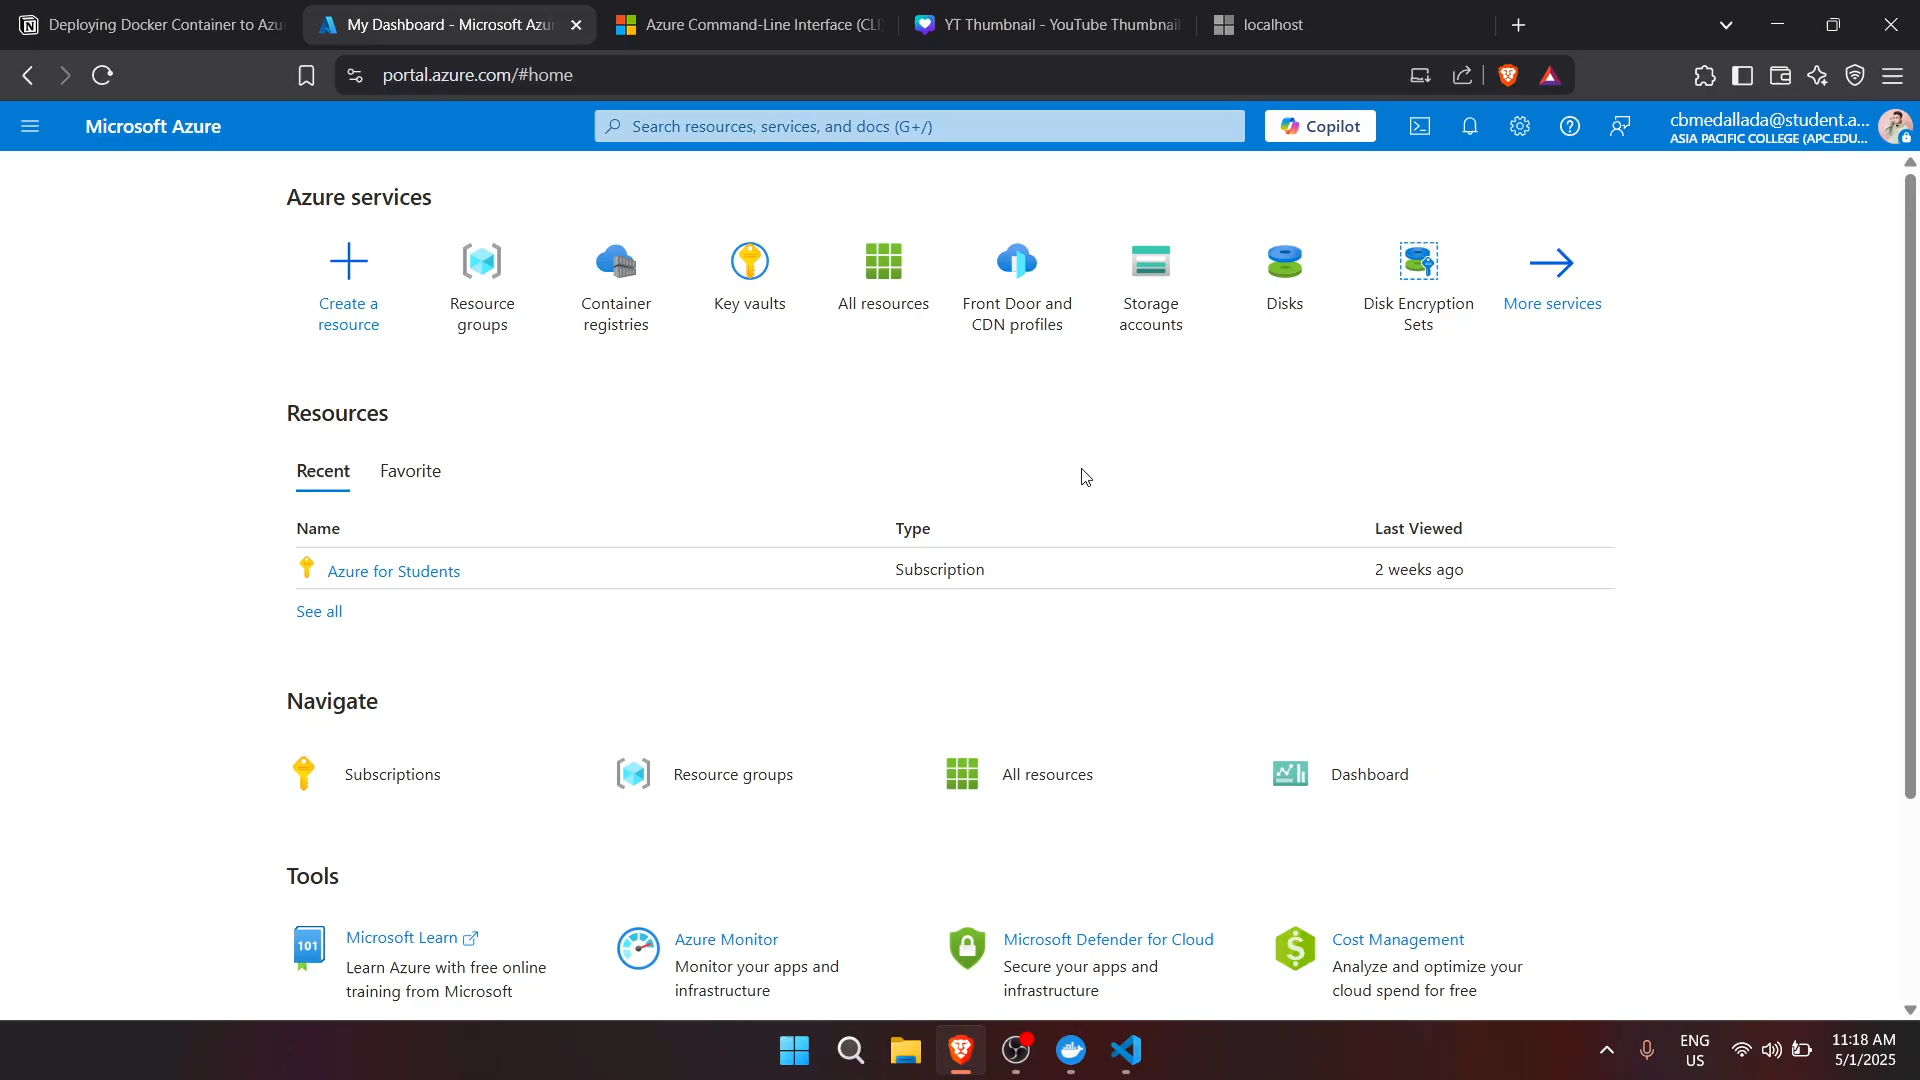 Deploying Docker Container to Azu
My Dashboard - Microsoft Azu
Azure Command-Line Interface (CLI
YT Thumbnail - YouTube Thumbnail
localhost
portal.azure.com/#home
Microsoft Azure
Search resources, services, and docs (G+/)
Copilot
cbmedallada@student.a...
ASIA PACIFIC COLLEGE (APC.EDU...
Azure services
Create a
resource
Resource
groups
Container
registries
Key vaults
All resources
Front Door and
CDN profiles
Storage
accounts
Disks
Disk Encryption
Sets
More services
Resources
Recent
Favorite
Name
Type
Last Viewed
Azure for Students
Subscription
2 weeks ago
See all
Navigate
Subscriptions
Resource groups
All resources
Dashboard
Tools
101
Microsoft Learn
Learn Azure with free online
training from Microsoft
Azure Monitor
Monitor your apps and
infrastructure
Microsoft Defender for Cloud
Secure your apps and
infrastructure
Cost Management
Analyze and optimize your
cloud spend for free
ENG
US
11:18 AM
5/1/2025